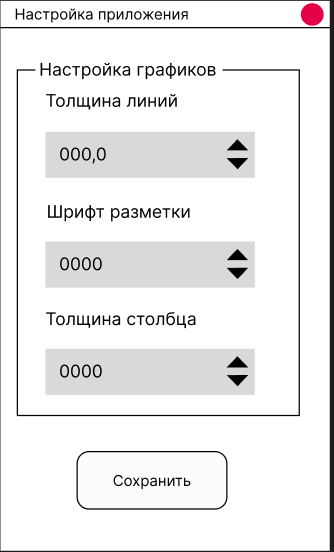 Настройка приложения
Настройка графиков
Толщина линий
000,0
Шрифт разметки
0000
Толщина столбца
0000
Сохранить